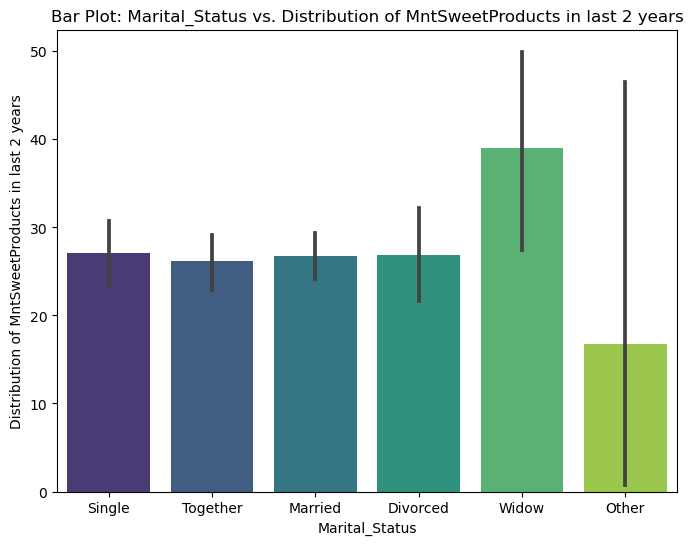 Bar Plot: Marital_Status vs. Distribution of MntSweetProducts in last 2 years
Distribution of MntSweetProducts in last 2 years
50
40
30
20
10
0
Single Together Married Divorced Widow Other
Marital_Status